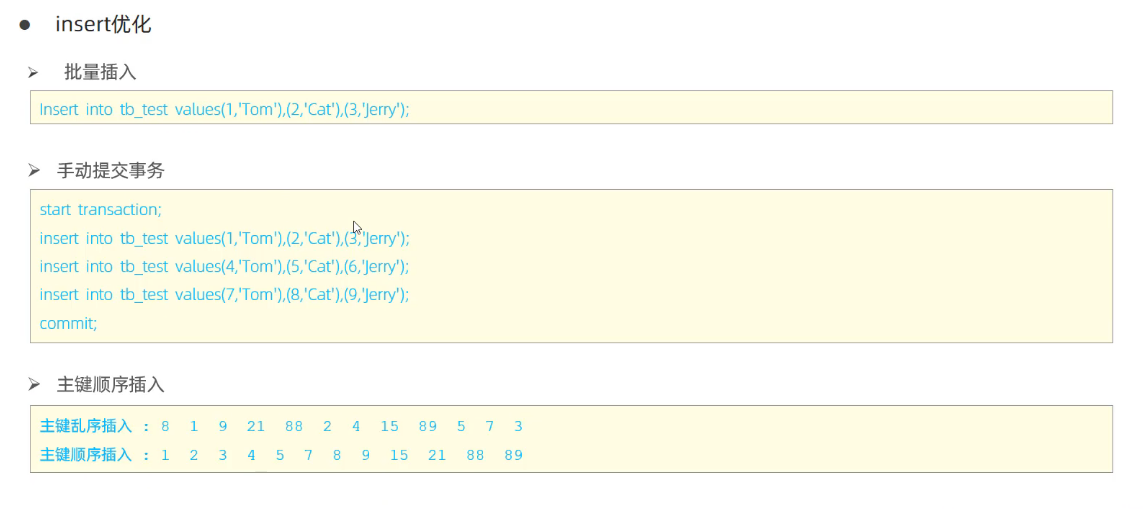 insert优化
批量插入
Insert into tb_test values(1,'Tom'),(2,'Cat'),(3,'Jerry');
手动提交事务
start transaction;
insert into tb_test values(1,'Tom'),(2,'Cat'),(3,'Jerry');
insert into tb_test values(4,'Tom'),(5,'Cat'),(6,'Jerry');
insert into tb_test values(7,'Tom'),(8,'Cat'),(9,'Jerry');
commit;
主键顺序插入
主键乱序插入 : 8 1 9 21 88 2 4 15 89 5 7 3
主键顺序插入 : 1 2 3 4 5 7 8 9 15 21 88 89